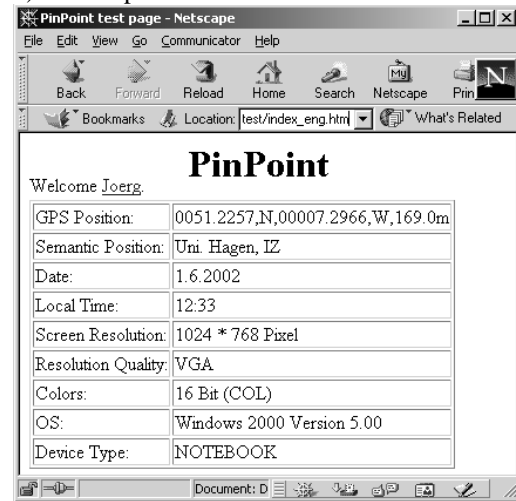 PinPoint test page - Netscape
File Edit View Go Communicator Help
Back Forward Reload Home Search Netscape Prin N
Bookmarks Location: test/index_eng.htm What's Related
PinPoint
Welcome Joerg.
GPS Position: 0051.2257,N,00007.2966,W,169.0m
Semantic Position: Uni. Hagen, IZ
Date: 1.6.2002
Local Time: 12:33
Screen Resolution: 1024 * 768 Pixel
Resolution Quality: VGA
Colors: 16 Bit (COL)
OS: Windows 2000 Version 5.00
Device Type: NOTEBOOK
Document: D